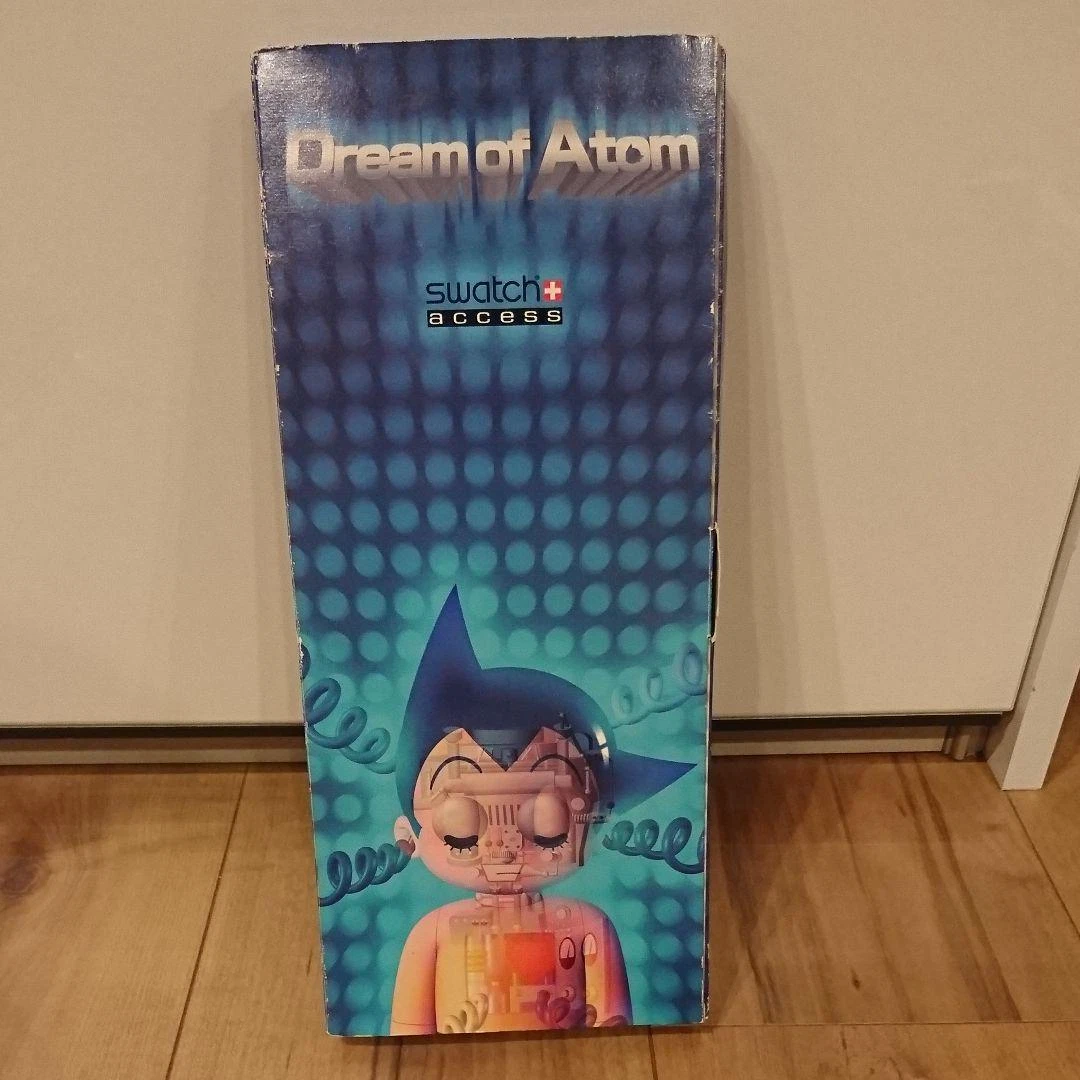 Dream of Atom
swatch
access